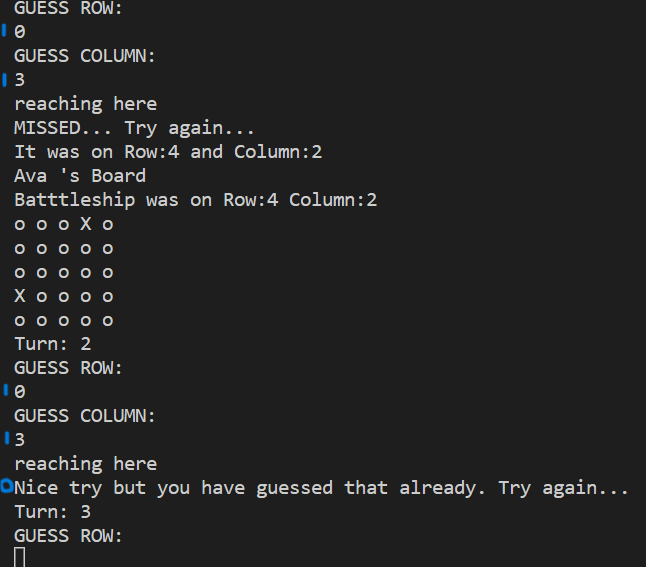 GUESS ROW:
0
GUESS COLUMN:
3
reaching here
MISSED... Try again...
It was on Row:4 and Column:2
Ava 's Board
Batttleship was on Row:4 Column:2
o o o X o
o o o o o
o o o o o
X o o o o
o o o o o
Turn: 2
GUESS ROW:
0
GUESS COLUMN:
3
reaching here
Nice try but you have guessed that already. Try again...
Turn: 3
GUESS ROW: